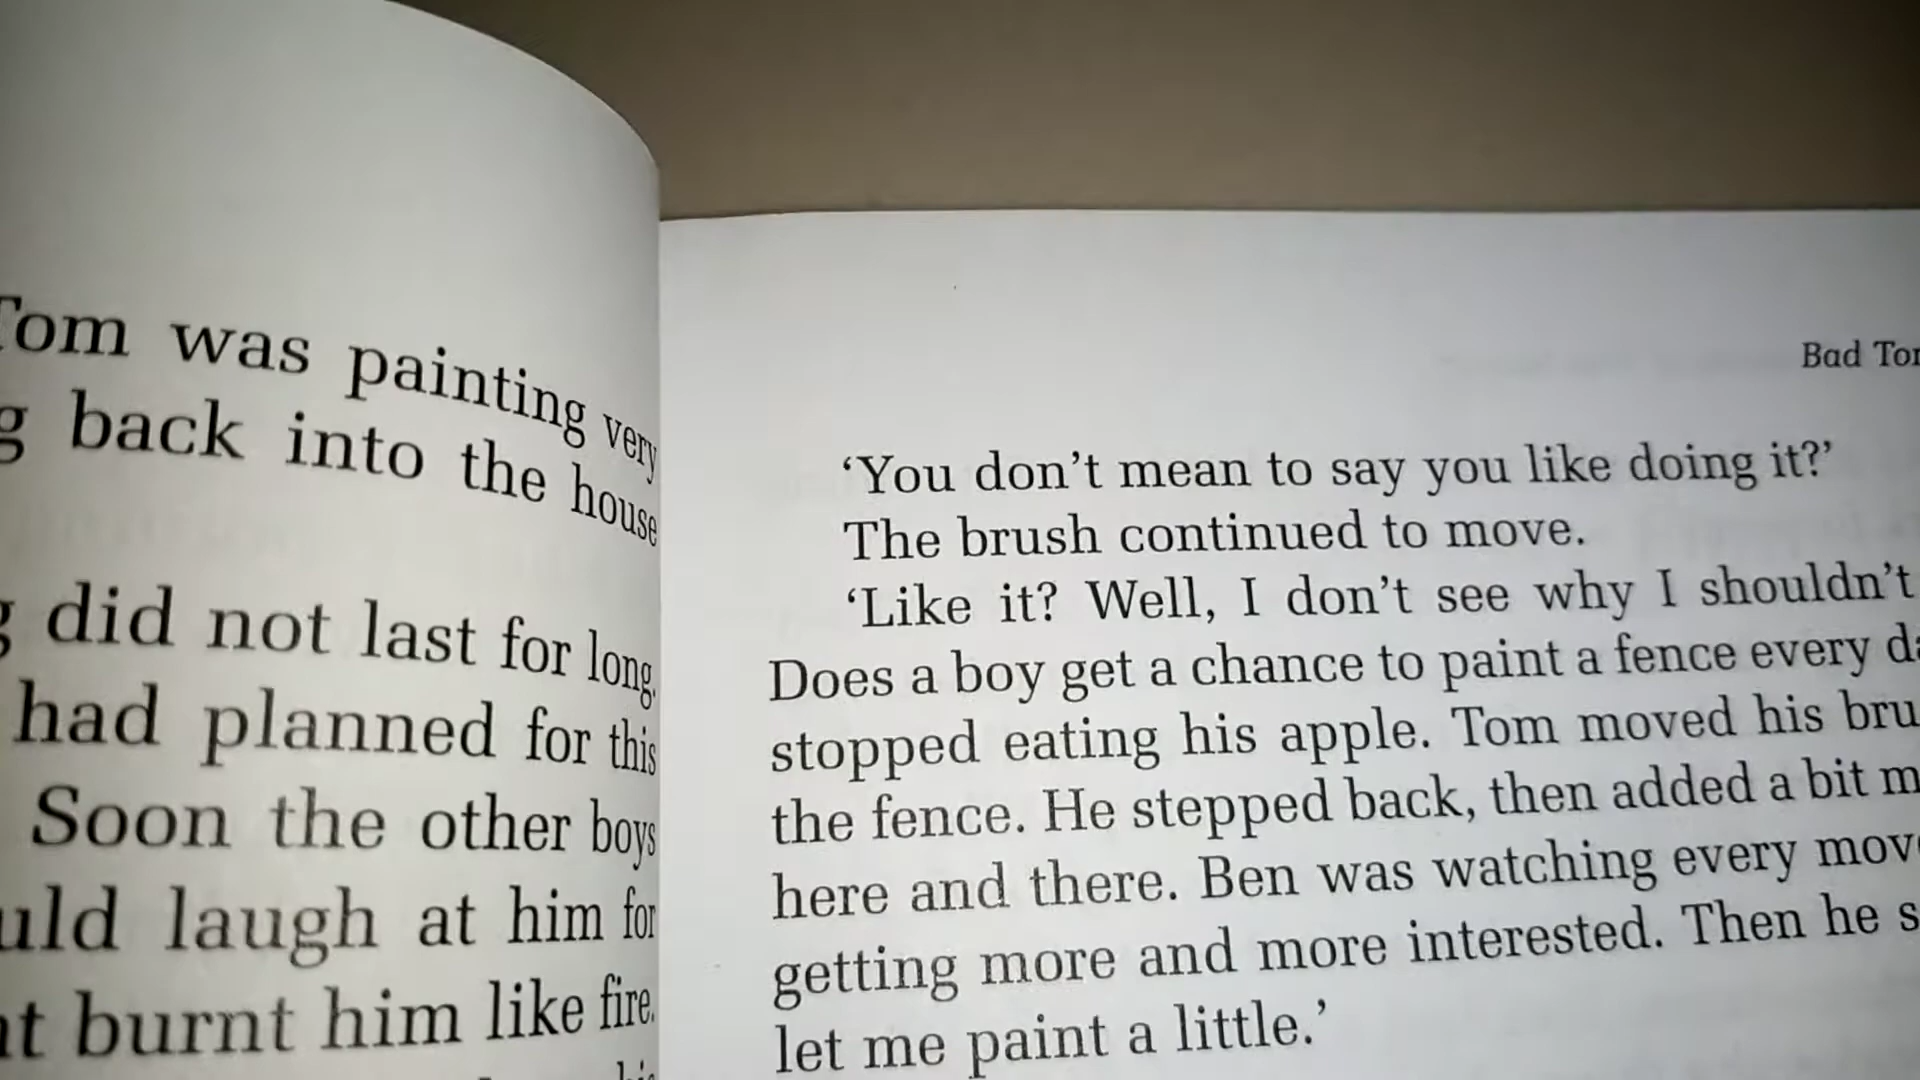 Tom was painting very
back into the house
did not last for long.
had planned for this
Soon the other boys
laugh at him for
burnt him like fire.
Bad
‘You don’t mean to say you like doing it?’
The brush continued to move.
‘Like it? Well, I don’t see why I shouldn’t
Does a boy get a chance to paint a fence every
stopped eating his apple. Tom moved his
the fence. He stepped back, then added a bit
here and there. Ben was watching every
getting more and more interested. Then he
let me paint a little.’